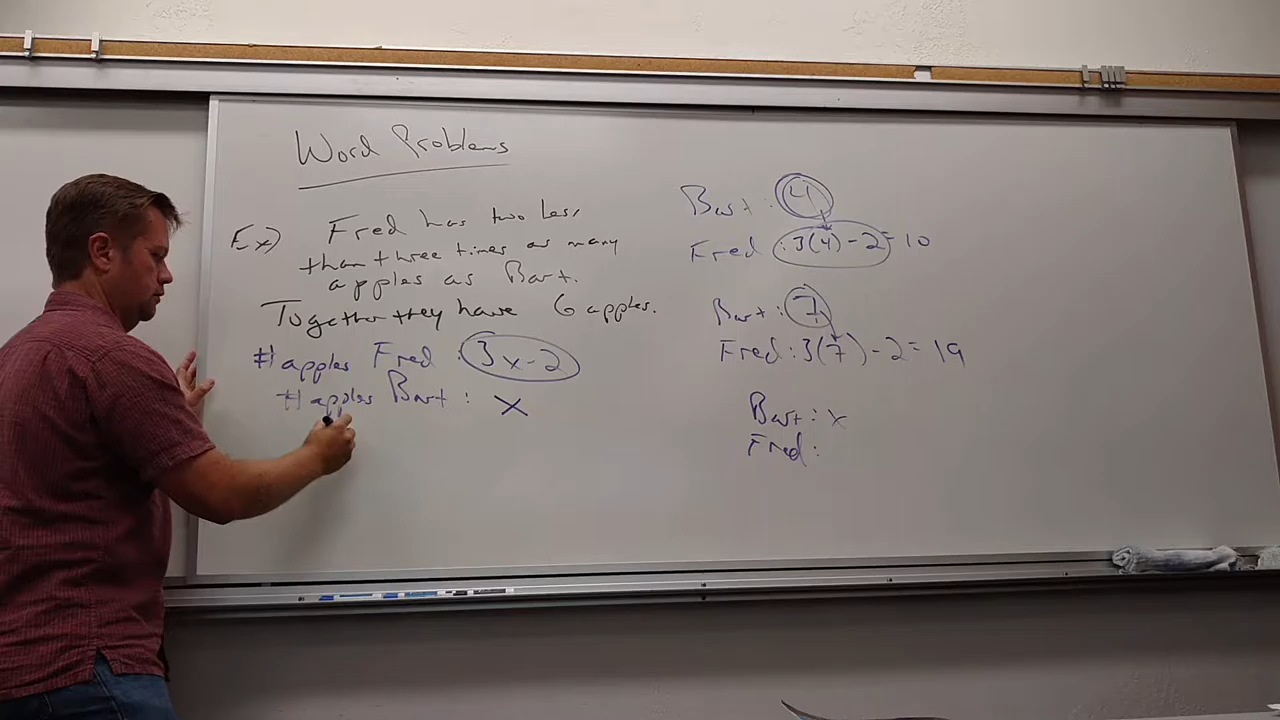 Word Problems
Ex) Fred has two less
than three times as many
apples as Bart.
Together they have 6 apples.
# apples Fred : 3x-2
# apples Bart : x
Bart : 4
Fred : 3(4)-2=10
Bart : 7
Fred : 3(7)-2=19
Bart : x
Fred :